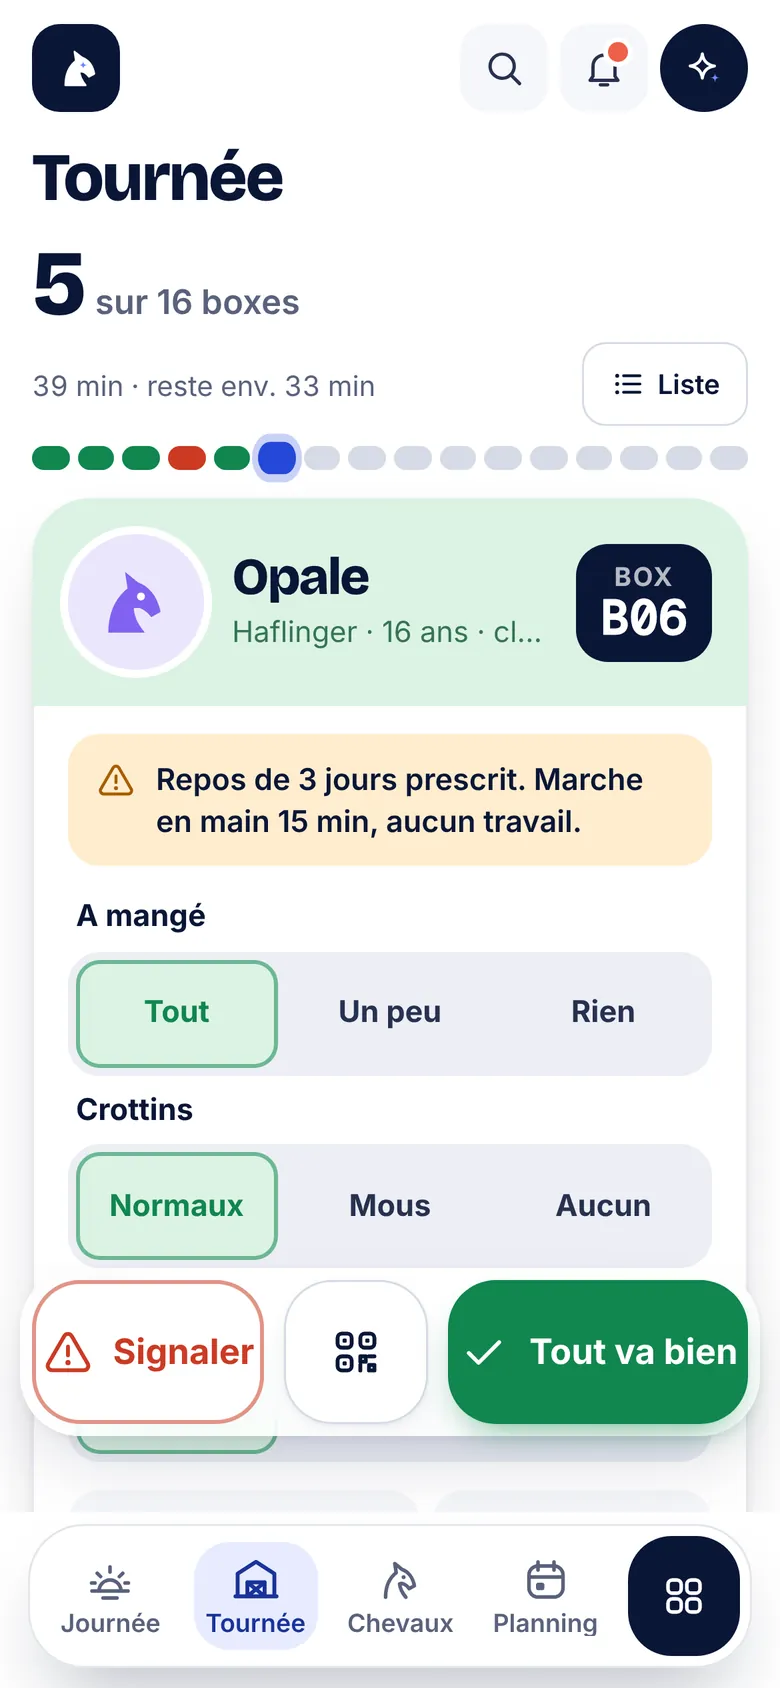 Tournée
5 sur 16 boxes
39 min · reste env. 33 min
Liste
Opale
Haflinger · 16 ans · cl...
BOX
B06
Repos de 3 jours prescrit. Marche
en main 15 min, aucun travail.
A mangé
Tout
Un peu
Rien
Crottins
Normaux
Mous
Aucun
Signaler
Tout va bien
Journée
Tournée
Chevaux
Planning